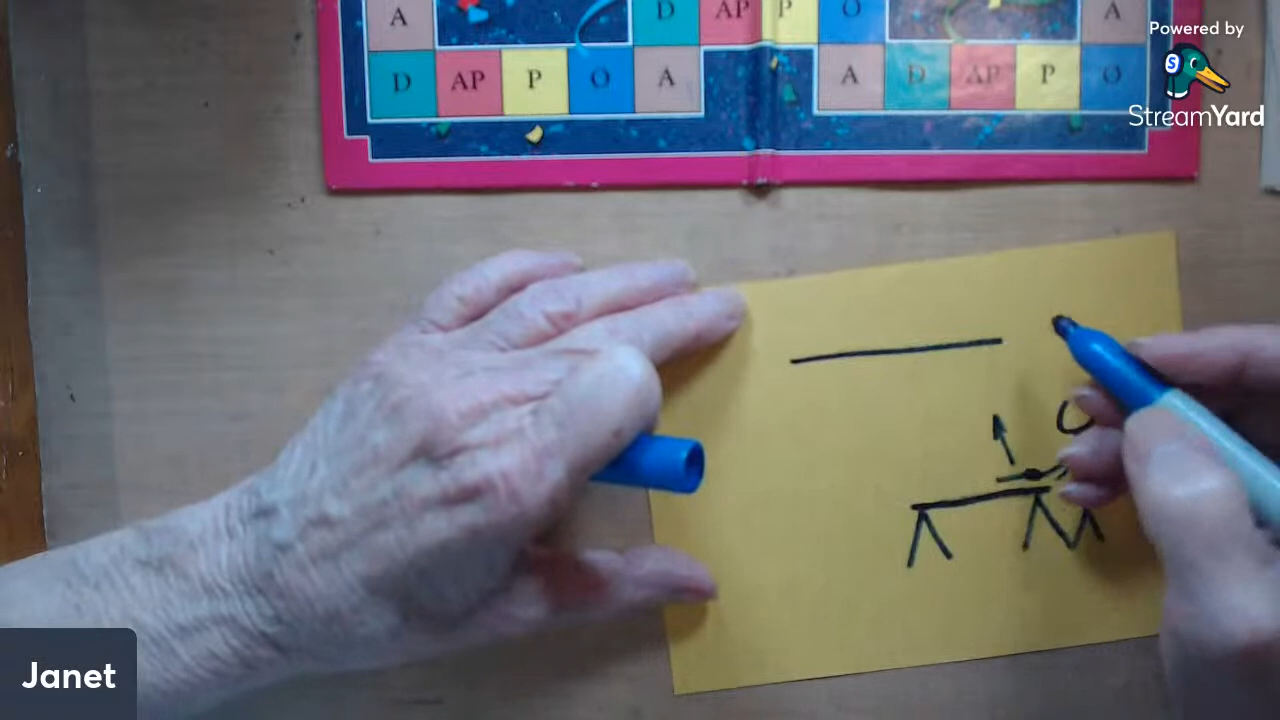 A D AP P O A
D AP P O A A D AP P O
Powered by
StreamYard
Janet